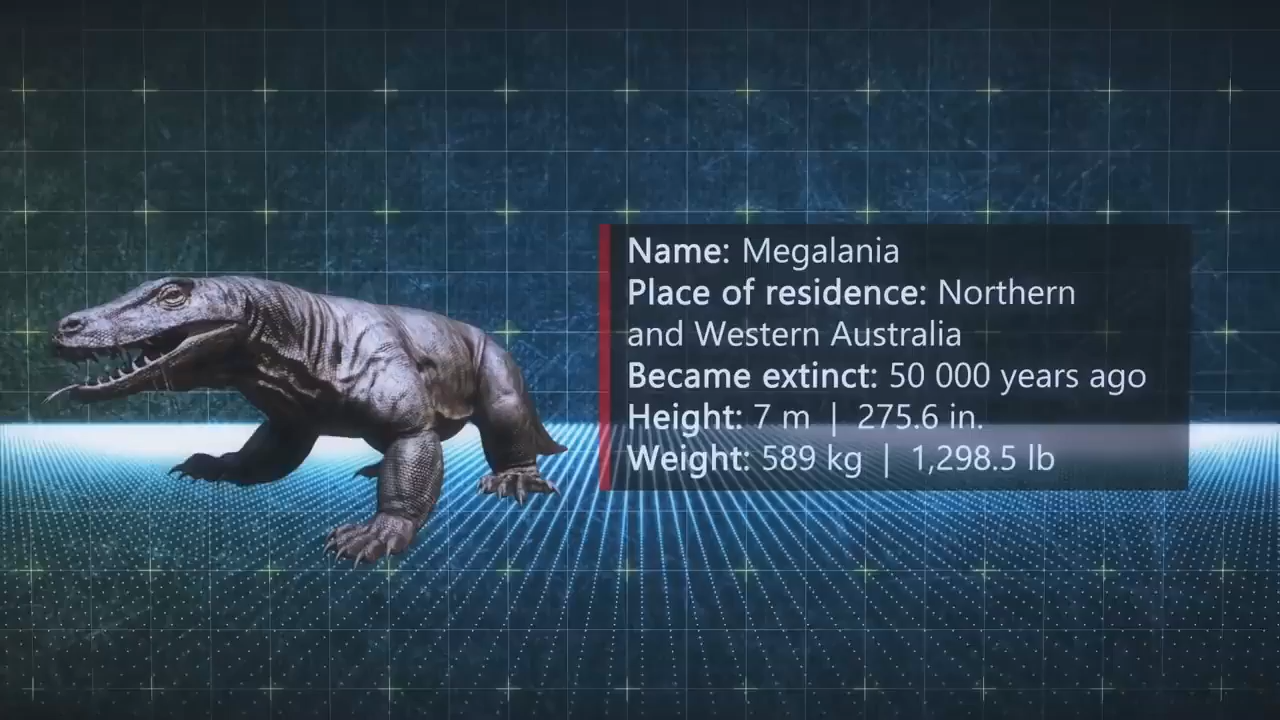 Name: Megalania
Place of residence: Northern
and Western Australia
Became extinct: 50 000 years ago
Height: 7 m | 275.6 in.
Weight: 589 kg | 1,298.5 lb